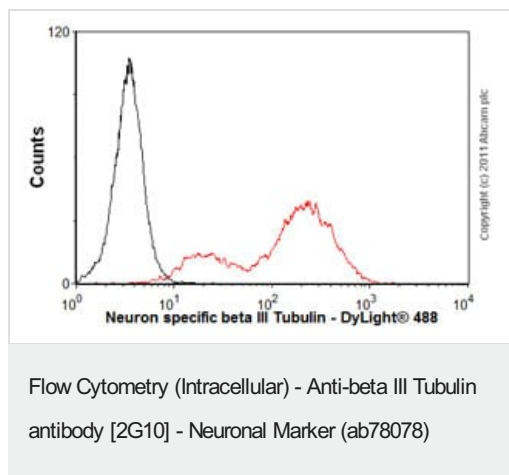 120
Counts
0
10^0 10^1 10^2 10^3 10^4
Neuron specific beta III Tubulin - DyLight® 488
Copyright (c) 2011 Abcam plc
Flow Cytometry (Intracellular) - Anti-beta III Tubulin
antibody [2G10] - Neuronal Marker (ab78078)